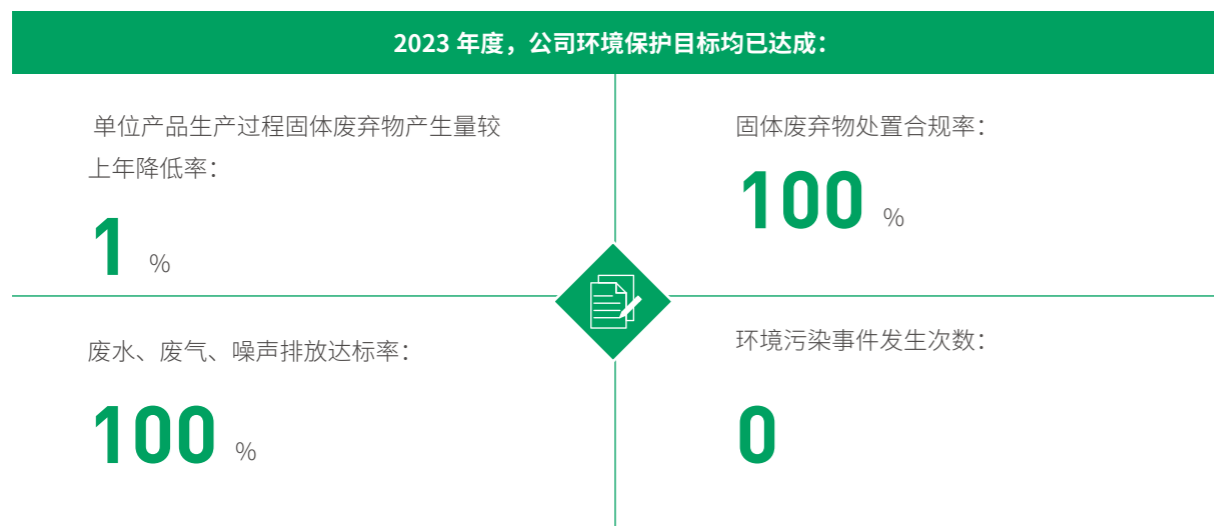 2023 年度，公司环境保护目标均已达成：
单位产品生产过程固体废弃物产生量较
上年降低率：
1 %
固体废弃物处置合规率：
100 %
废水、废气、噪声排放达标率：
100 %
环境污染事件发生次数：
0